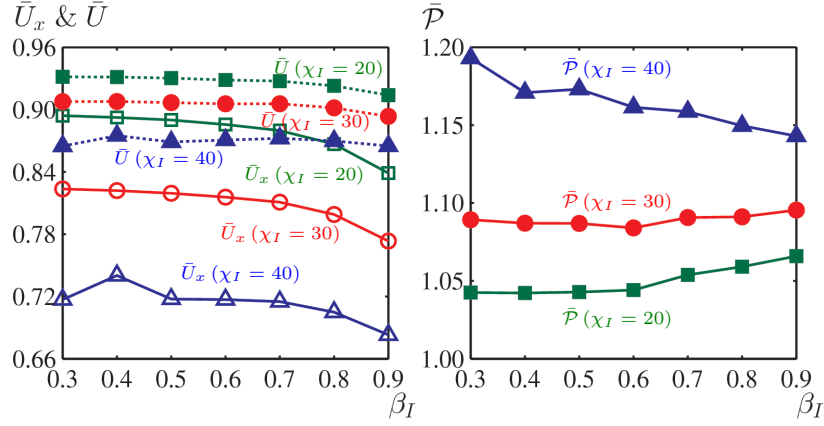 Ū_x & Ū
0.96
0.90
0.84
0.78
0.72
0.66
0.3 0.4 0.5 0.6 0.7 0.8 0.9
β_I
Ū (χ_I = 20)
Ū (χ_I = 30)
Ū (χ_I = 40)
Ū_x (χ_I = 20)
Ū_x (χ_I = 30)
Ū_x (χ_I = 40)
𝒫̄
1.20
1.15
1.10
1.05
1.00
0.3 0.4 0.5 0.6 0.7 0.8 0.9
β_I
𝒫̄ (χ_I = 40)
𝒫̄ (χ_I = 30)
𝒫̄ (χ_I = 20)